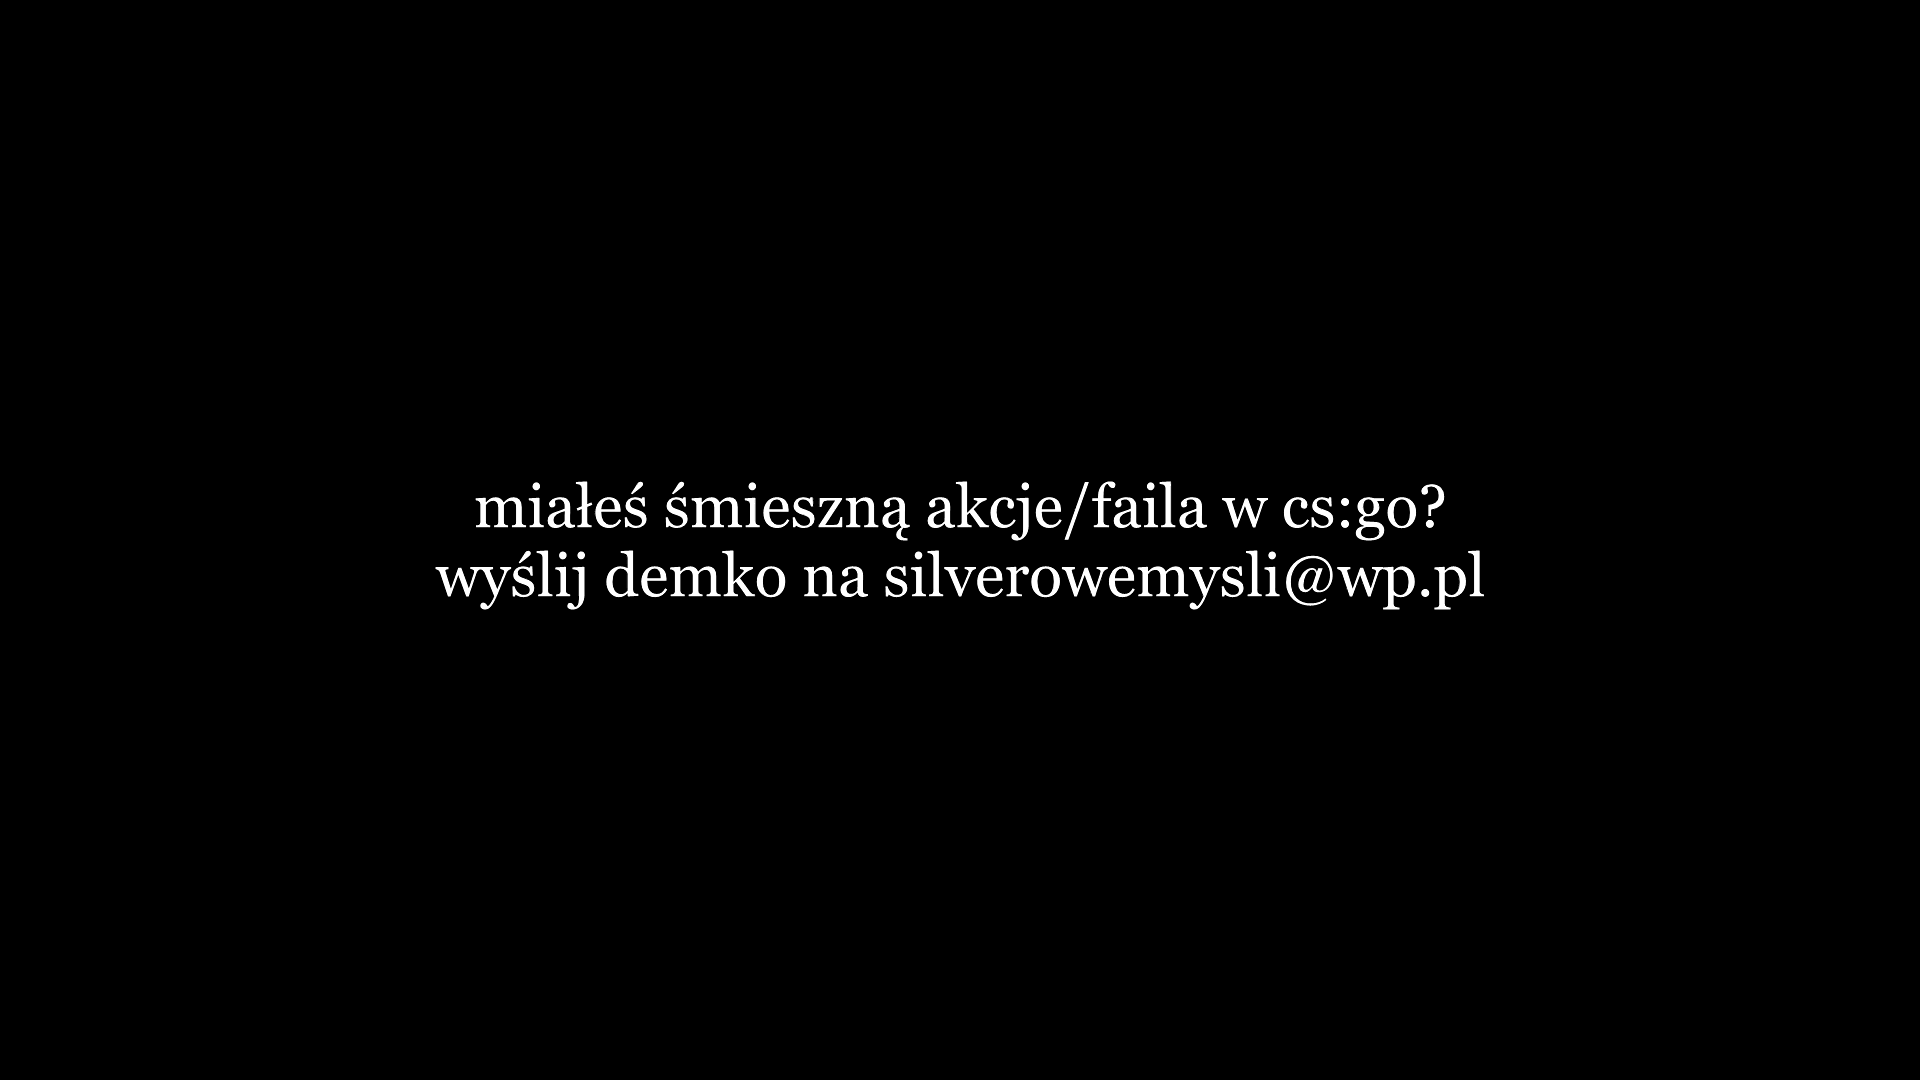 miałeś śmieszną akcje/faila w cs:go?
wyślij demko na silverowemysli@wp.pl